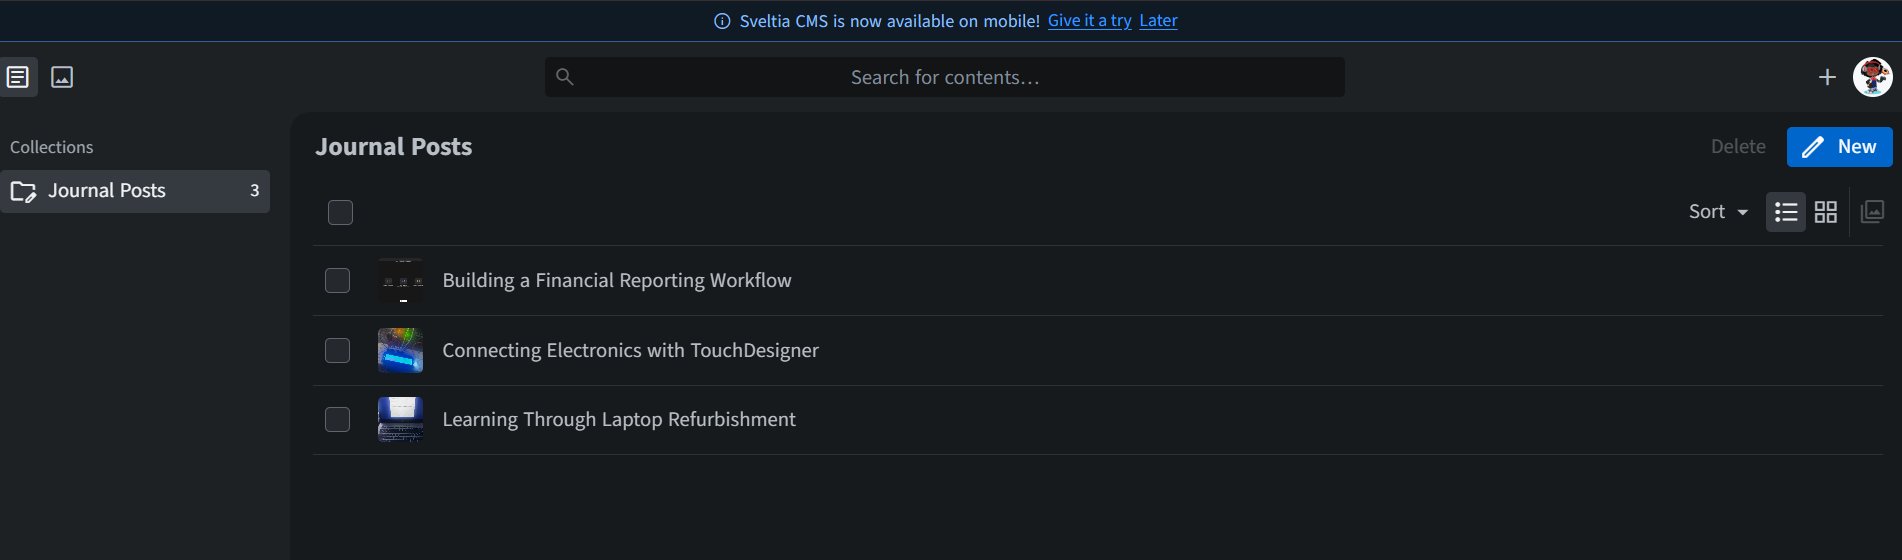 Sveltia CMS is now available on mobile! Give it a try Later
Search for contents...
Collections
Journal Posts 3
Journal Posts
Delete New
Sort
Building a Financial Reporting Workflow
Connecting Electronics with TouchDesigner
Learning Through Laptop Refurbishment